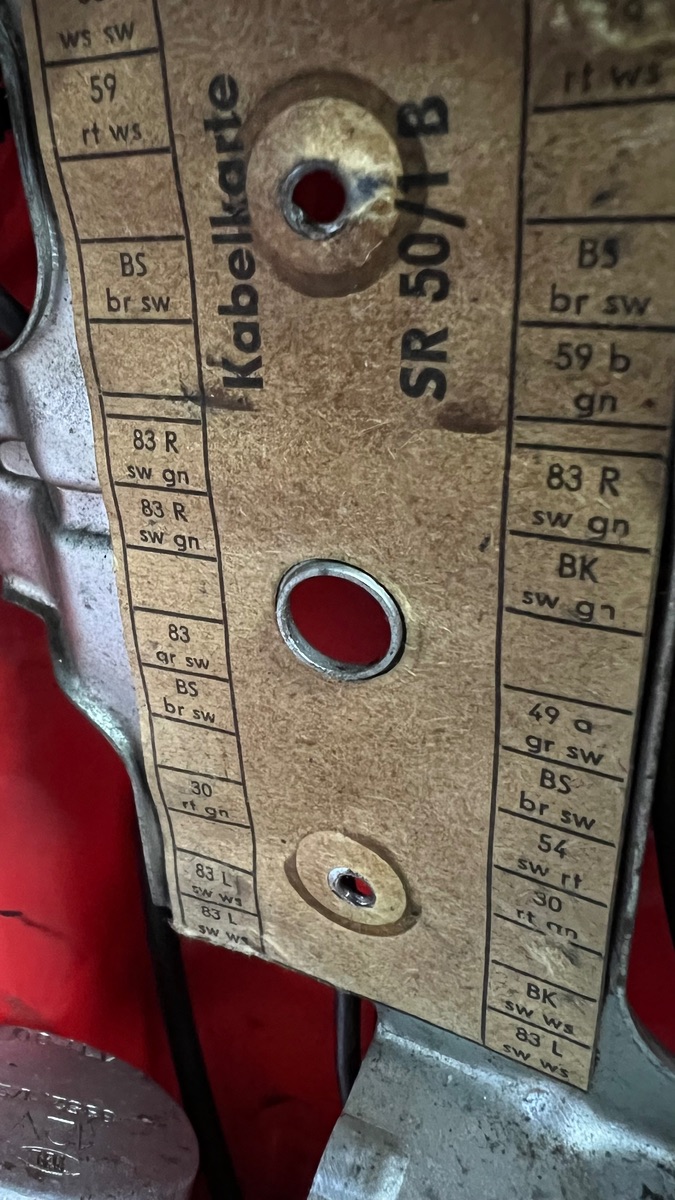 ws sw
59
rt ws
BS
br sw
83 R
sw gn
83 R
sw gn
83
gr sw
BS
br sw
30
rt gn
83 L
sw ws
83 L
sw ws
Kabelkarte
SR 50/1 B
rt ws
BS
br sw
59 b
gn
83 R
sw gn
BK
sw gn
49 a
gr sw
BS
br sw
54
sw rt
30
rt gn
BK
sw ws
83 L
sw ws